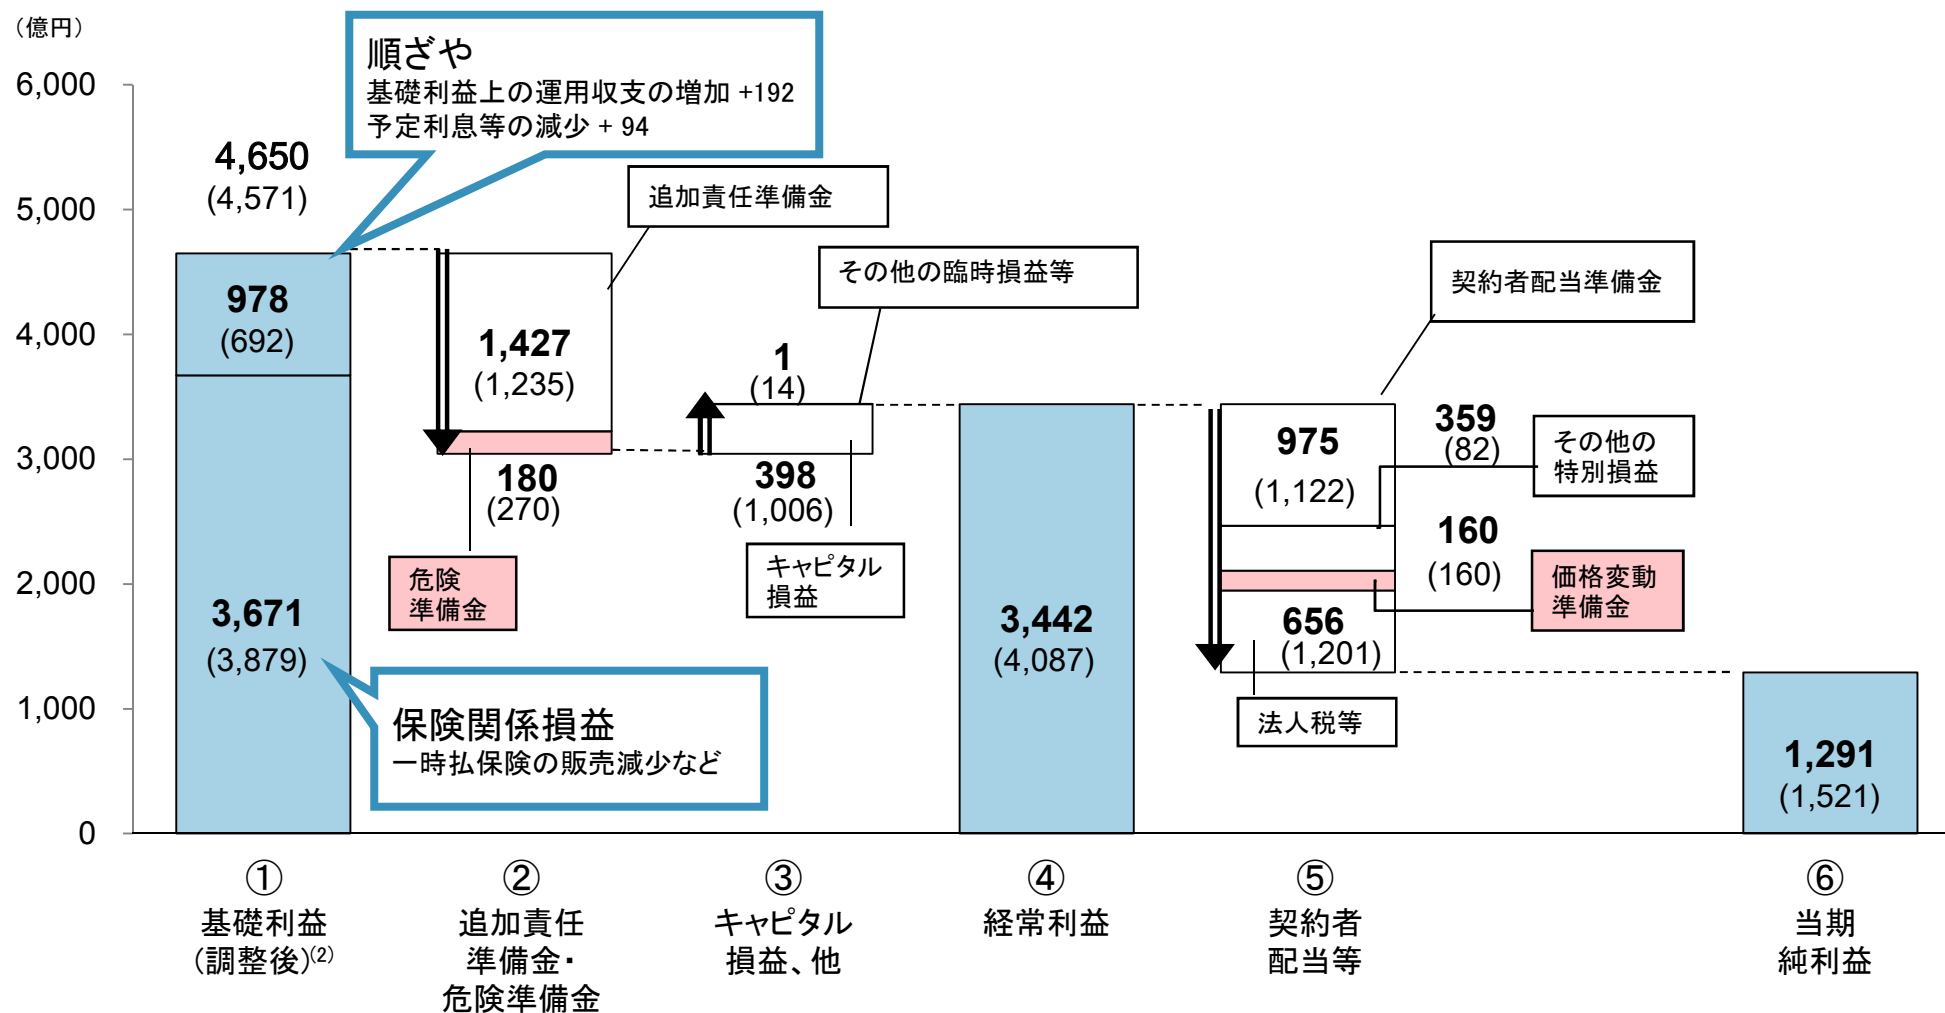 （億円）
6,000
5,000
4,000
3,000
2,000
1,000
0
順ざや
基礎利益上の運用収支の増加 +192
予定利息等の減少 + 94
4,650
(4,571)
978
(692)
3,671
(3,879)
保険関係損益
一時払保険の販売減少など
追加責任準備金
1,427
(1,235)
180
(270)
危険
準備金
その他の臨時損益等
1
(14)
398
(1,006)
キャピタル
損益
3,442
(4,087)
契約者配当準備金
975
(1,122)
359
(82)
その他の
特別損益
160
(160)
価格変動
準備金
656
(1,201)
法人税等
1,291
(1,521)
①
基礎利益
(調整後)(2)
②
追加責任
準備金・
危険準備金
③
キャピタル
損益、他
④
経常利益
⑤
契約者
配当等
⑥
当期
純利益